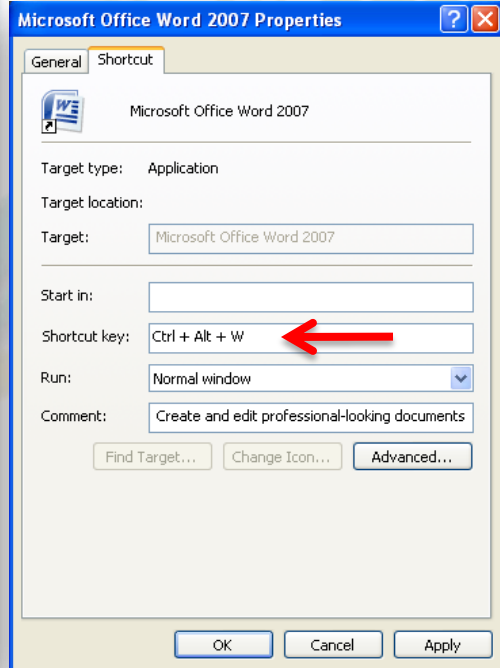 Microsoft Office Word 2007 Properties
General Shortcut
Microsoft Office Word 2007
Target type: Application
Target location:
Target: Microsoft Office Word 2007
Start in:
Shortcut key: Ctrl + Alt + W
Run: Normal window
Comment: Create and edit professional-looking documents
Find Target... Change Icon... Advanced...
OK Cancel Apply